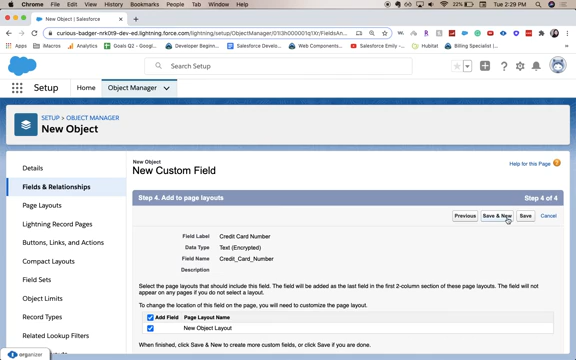 Chrome File Edit View History Bookmarks People Tab Window Help
22% Tue 2:29 PM
New Object | Salesforce
curious-badger-nrk0t9-dev-ed.lightning.force.com/lightning/setup/ObjectManager/
Apps iMacros Analytics Goals Q2 - Googl... Developer Beginn... Salesforce Develo... Web Components... Salesforce Emily -... Hubitat Billing Specialist |...
Search Setup
Setup Home Object Manager
SETUP > OBJECT MANAGER
New Object
Details
Fields & Relationships
Page Layouts
Lightning Record Pages
Buttons, Links, and Actions
Compact Layouts
Field Sets
Object Limits
Record Types
Related Lookup Filters
organizer
New Object
New Custom Field
Help for this Page
Step 4. Add to page layouts Step 4 of 4
Previous Save & New Save Cancel
Field Label Credit Card Number
Data Type Text (Encrypted)
Field Name Credit_Card_Number
Description
Select the page layouts that should include this field. The field will be added as the last field in the first 2-column section of these page layouts. The field will not
appear on any pages if you do not select a layout.
To change the location of this field on the page, you will need to customize the page layout.
Add Field Page Layout Name
New Object Layout
When finished, click Save & New to create more custom fields, or click Save if you are done.